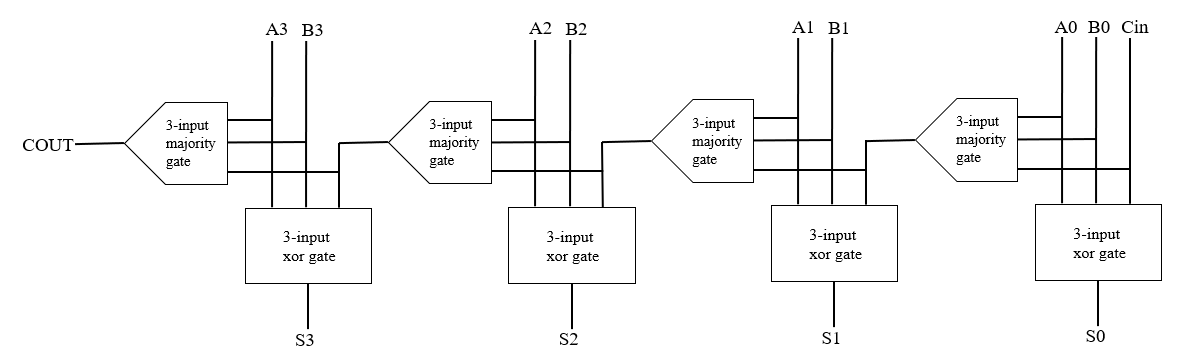 A3 B3 A2 B2 A1 B1 A0 B0 Cin
3-input
majority
gate
3-input
majority
gate
3-input
majority
gate
3-input
majority
gate
COUT
3-input
xor gate
3-input
xor gate
3-input
xor gate
3-input
xor gate
S3 S2 S1 S0